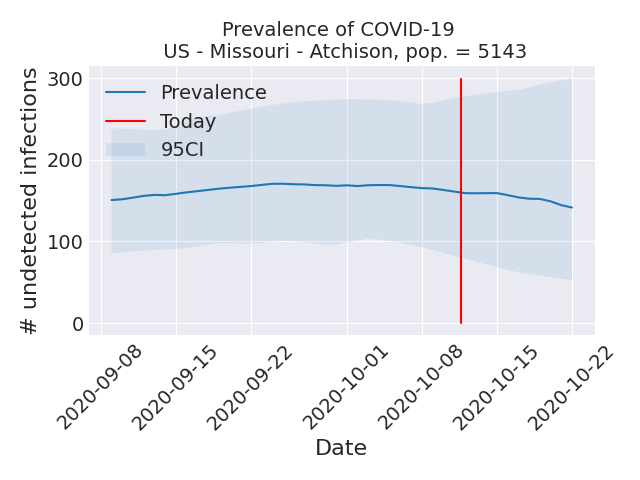 Prevalence of COVID-19
US - Missouri - Atchison, pop. = 5143
# undetected infections
300
200
100
0
Prevalence
Today
95CI
2020-09-08
2020-09-15
2020-09-22
2020-10-01
2020-10-08
2020-10-15
2020-10-22
Date